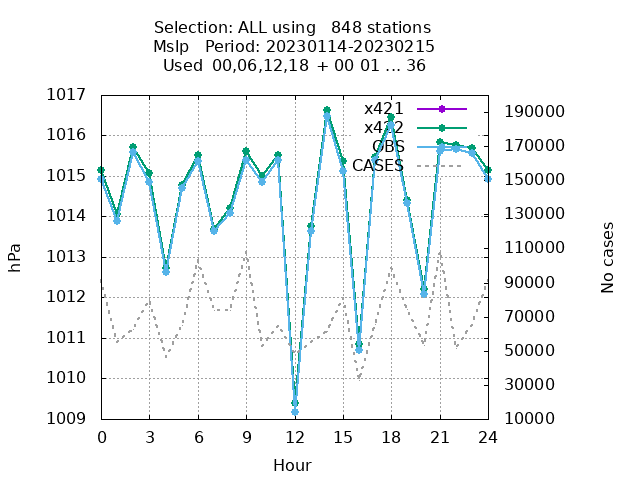 Selection: ALL using   848 stations
Mslp   Period: 20230114-20230215
Used  00,06,12,18 + 00 01 ... 36
x421
x422
OBS
CASES
1017
1016
1015
1014
1013
1012
1011
1010
1009
190000
170000
150000
130000
110000
90000
70000
50000
30000
10000
hPa
No cases
0 3 6 9 12 15 18 21 24
Hour